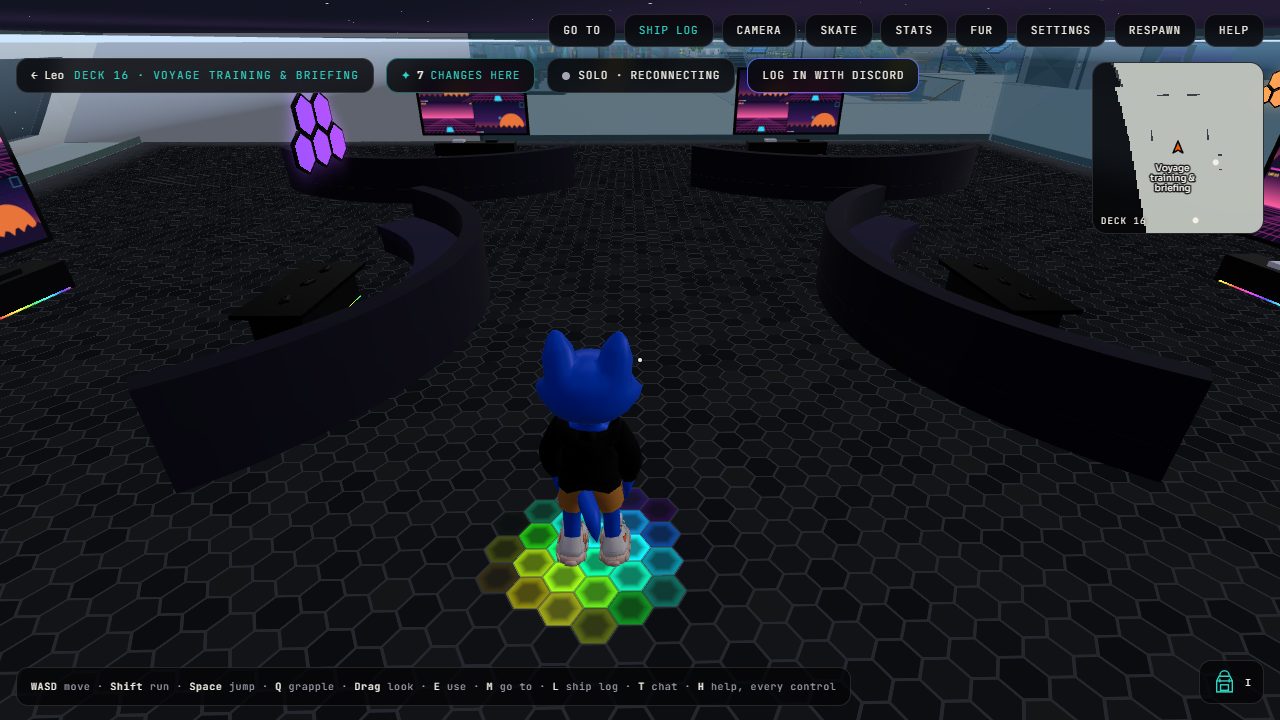 GO TO
SHIP LOG
CAMERA
SKATE
STATS
FUR
SETTINGS
RESPAWN
HELP
← Leo DECK 16 · VOYAGE TRAINING & BRIEFING
✦ 7 CHANGES HERE
SOLO · RECONNECTING
LOG IN WITH DISCORD
Voyage
training &
briefing
DECK 16
WASD move · Shift run · Space jump · Q grapple · Drag look · E use · M go to · L ship log · T chat · H help, every control
I